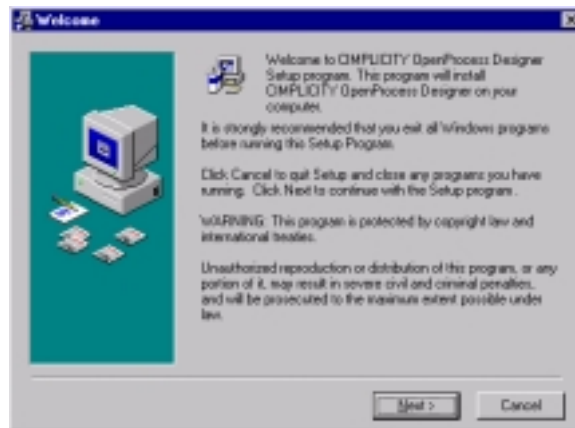 Welcome
Welcome to CIMPLICITY OpenProcess Designer
Setup program. This program will install
CIMPLICITY OpenProcess Designer on your
computer.
It is strongly recommended that you exit all Windows programs
before running this Setup Program.
Click Cancel to quit Setup and close any programs you have
running. Click Next to continue with the Setup program.
WARNING: This program is protected by copyright law and
international treaties.
Unauthorized reproduction or distribution of this program, or any
portion of it, may result in severe civil and criminal penalties,
and will be prosecuted to the maximum extent possible under
law.
Next >
Cancel